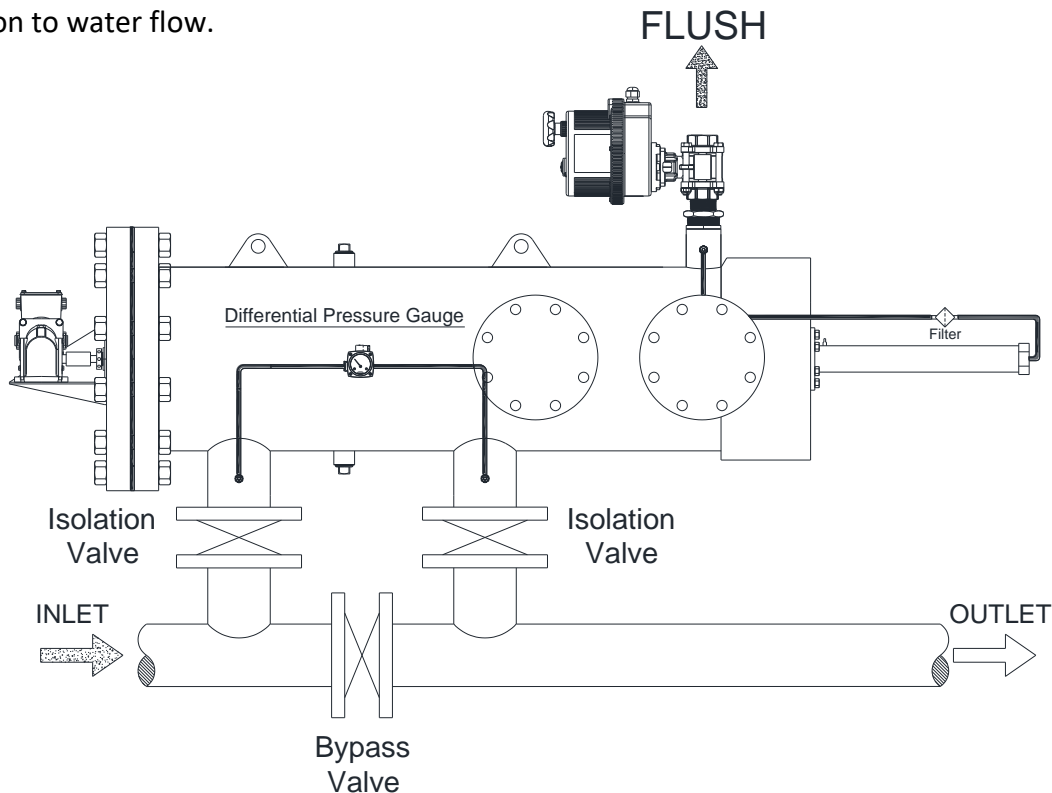 on to water flow.
FLUSH
Differential Pressure Gauge
Filter
Isolation
Valve
Isolation
Valve
INLET
OUTLET
Bypass
Valve